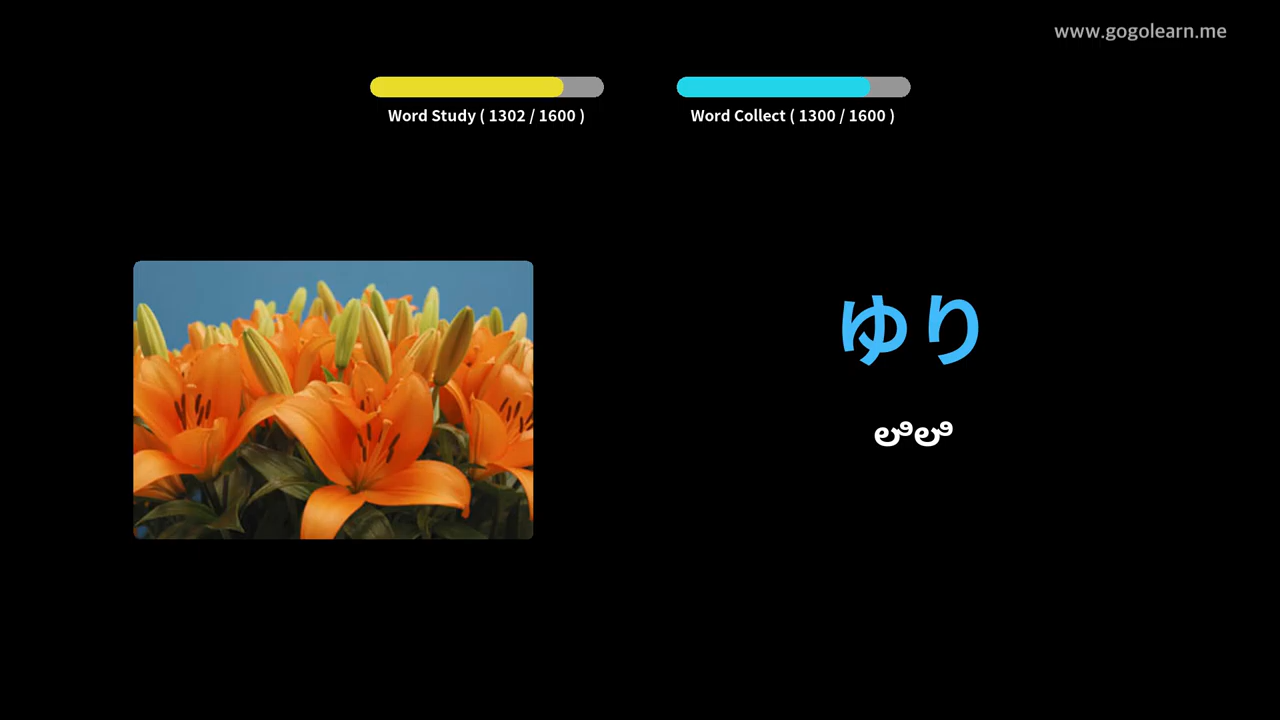 www.gogolearn.me
Word Study ( 1302 / 1600 )
Word Collect ( 1300 / 1600 )
ゆり
ಲಿಲಿ